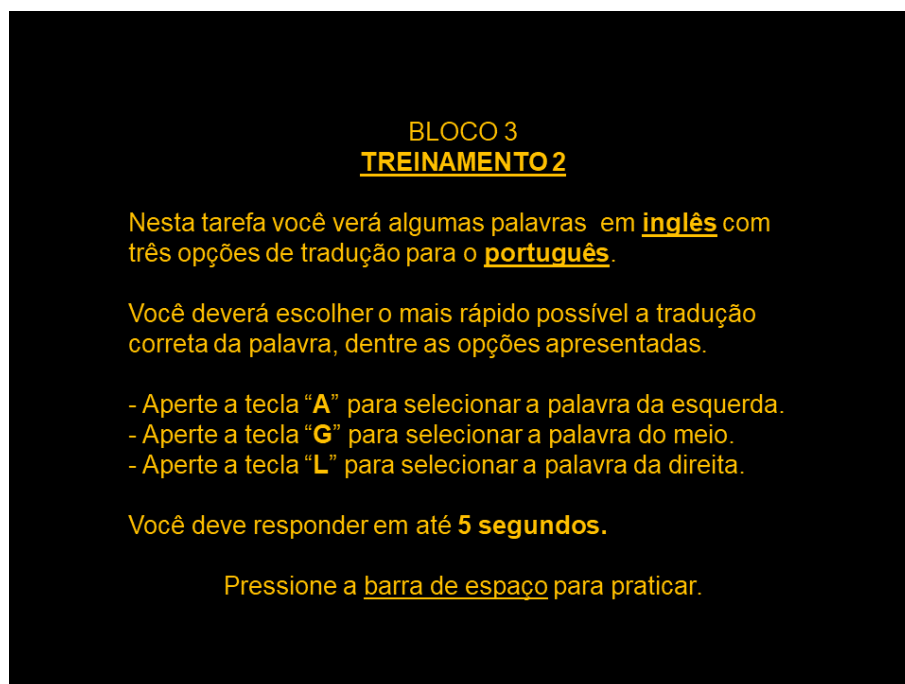 BLOCO 3
TREINAMENTO 2
Nesta tarefa você verá algumas palavras em inglês com
três opções de tradução para o português.
Você deverá escolher o mais rápido possível a tradução
correta da palavra, dentre as opções apresentadas.
- Aperte a tecla “A” para selecionar a palavra da esquerda.
- Aperte a tecla “G” para selecionar a palavra do meio.
- Aperte a tecla “L” para selecionar a palavra da direita.
Você deve responder em até 5 segundos.
Pressione a barra de espaço para praticar.